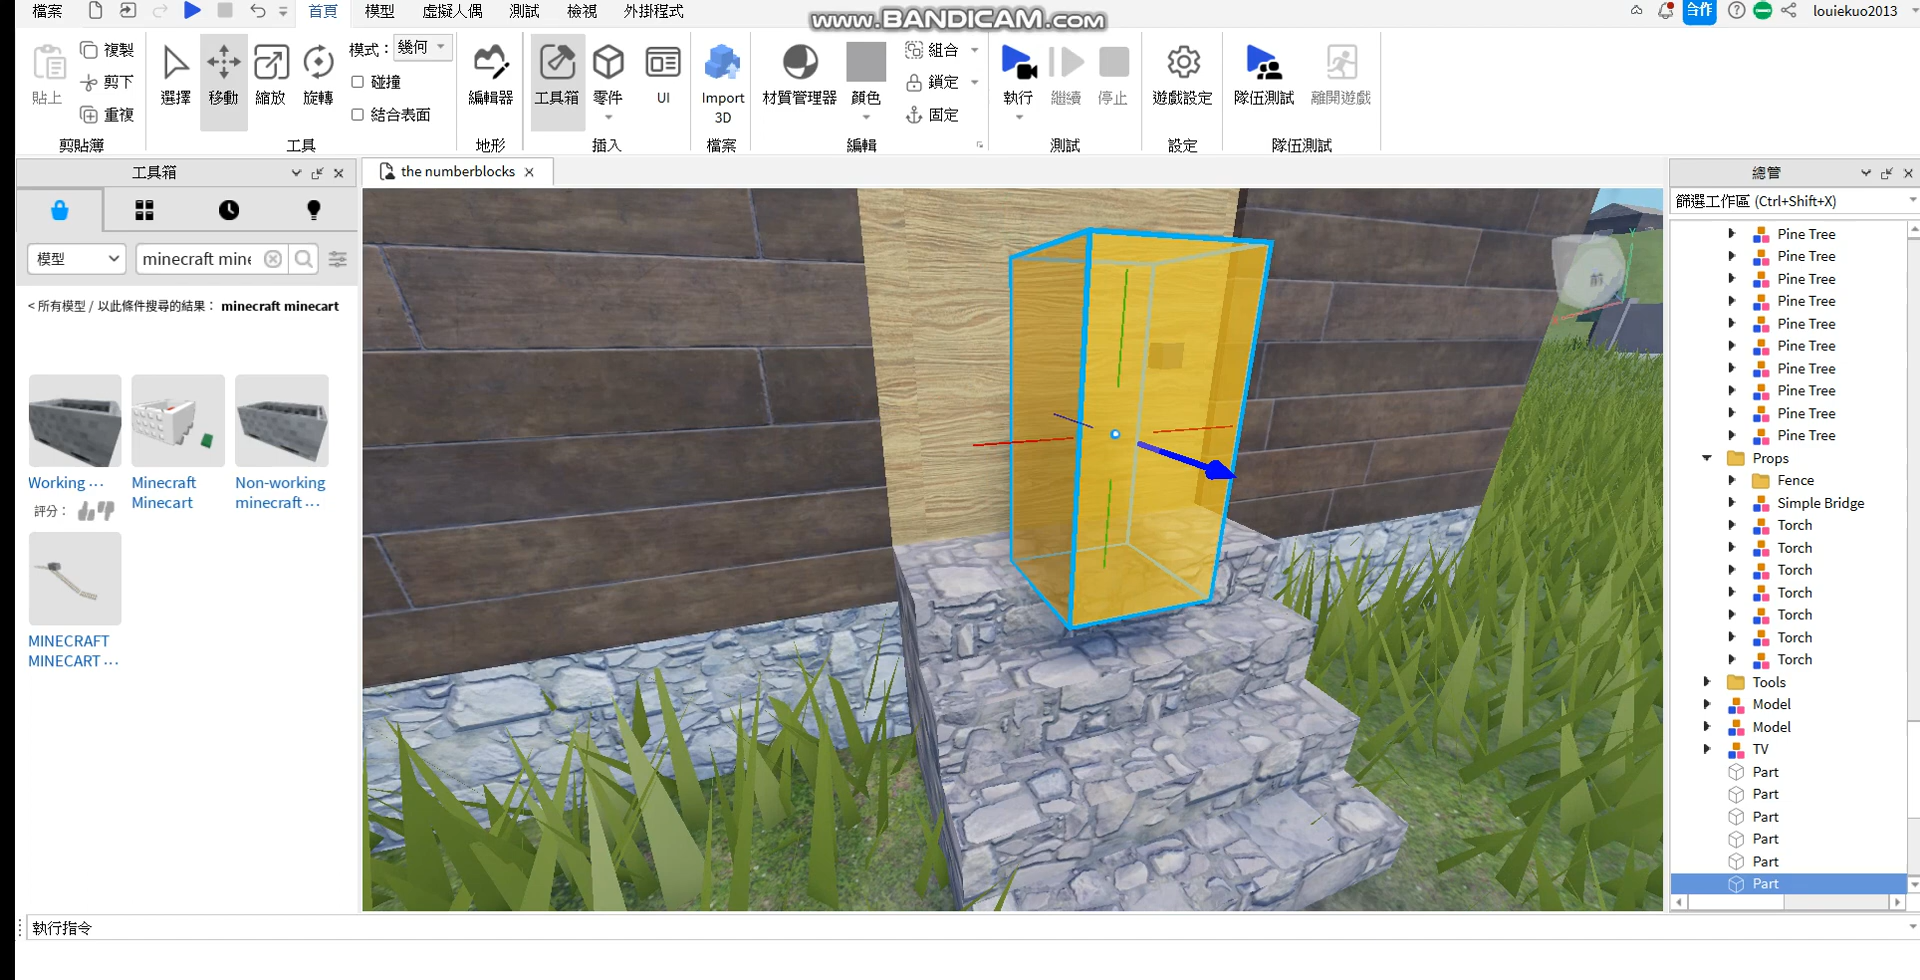 檔案
首頁
模型
虛擬人偶
測試
檢視
外掛程式
www.BANDICAM.com
合作
louiekuo2013
貼上
複製
剪下
重複
剪貼簿
選擇
移動
縮放
旋轉
模式：
幾何
碰撞
結合表面
工具
編輯器
地形
工具箱
零件
UI
插入
Import
3D
檔案
材質管理器
顏色
組合
鎖定
固定
編輯
執行
繼續
停止
測試
遊戲設定
設定
隊伍測試
離開遊戲
隊伍測試
工具箱
模型
minecraft mine
< 所有模型 / 以此條件搜尋的結果： minecraft minecart
Working ...
評分：
Minecraft
Minecart
Non-working
minecraft ...
MINECRAFT
MINECART ...
the numberblocks
前
Y
總管
篩選工作區 (Ctrl+Shift+X)
Pine Tree
Pine Tree
Pine Tree
Pine Tree
Pine Tree
Pine Tree
Pine Tree
Pine Tree
Pine Tree
Pine Tree
Props
Fence
Simple Bridge
Torch
Torch
Torch
Torch
Torch
Torch
Torch
Tools
Model
Model
TV
Part
Part
Part
Part
Part
Part
執行指令